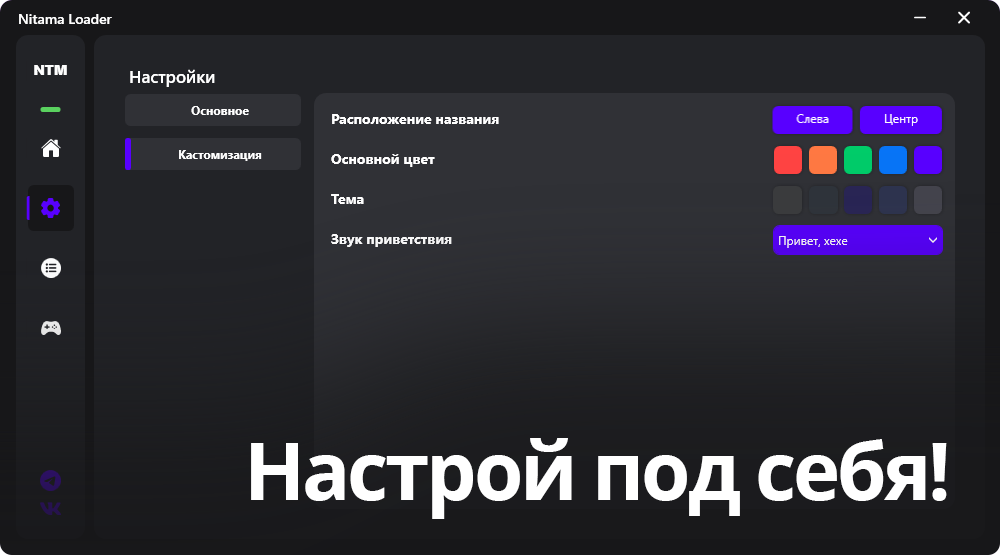 Nitama Loader
NTM
Настройки
Основное
Кастомизация
Расположение названия
Слева
Центр
Основной цвет
Тема
Звук приветствия
Привет, хехе
Настрой под себя!